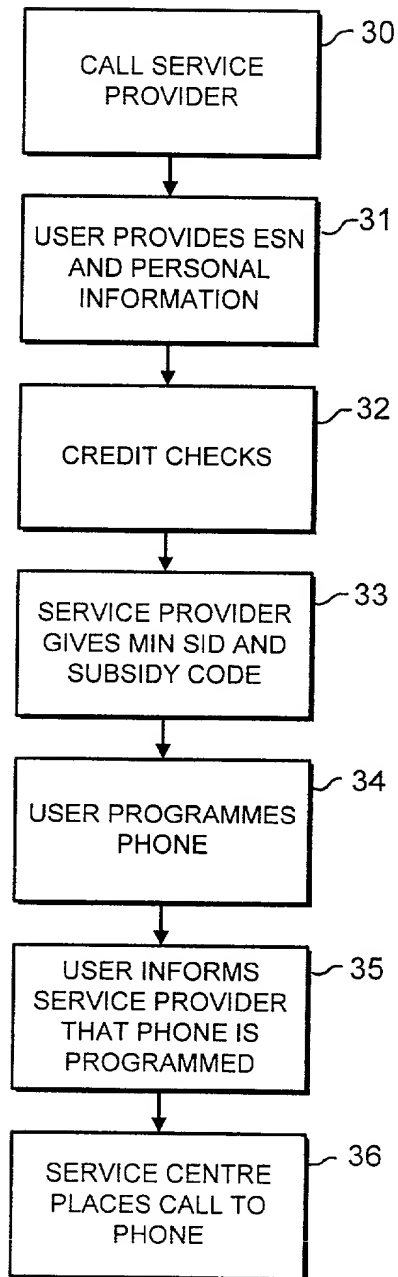 30
CALL SERVICE
PROVIDER
31
USER PROVIDES ESN
AND PERSONAL
INFORMATION
32
CREDIT CHECKS
33
SERVICE PROVIDER
GIVES MIN SID AND
SUBSIDY CODE
34
USER PROGRAMMES
PHONE
35
USER INFORMS
SERVICE PROVIDER
THAT PHONE IS
PROGRAMMED
36
SERVICE CENTRE
PLACES CALL TO
PHONE